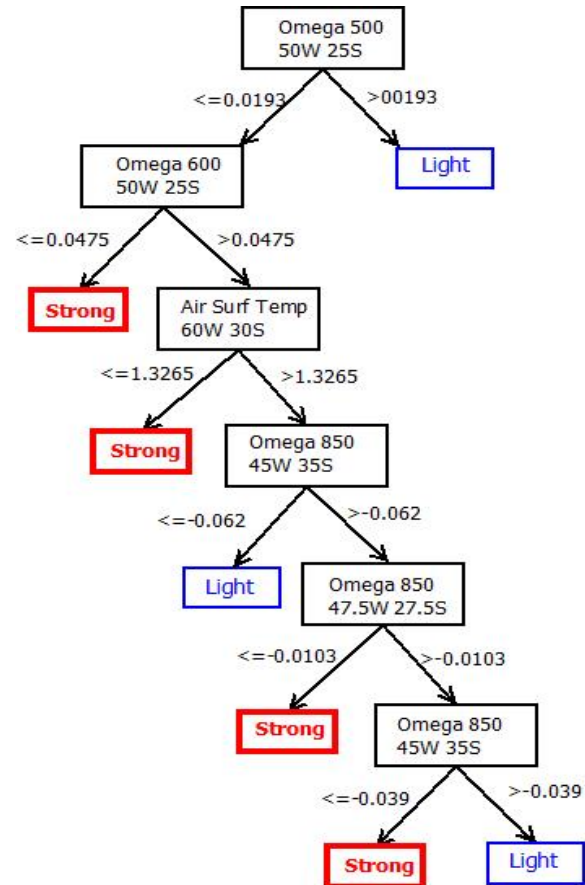 Omega 500
50W 25S
<=0.0193
>00193
Omega 600
50W 25S
Light
<=0.0475
>0.0475
Strong
Air Surf Temp
60W 30S
<=1.3265
>1.3265
Strong
Omega 850
45W 35S
<=-0.062
>-0.062
Light
Omega 850
47.5W 27.5S
<=-0.0103
>-0.0103
Strong
Omega 850
45W 35S
<=-0.039
>-0.039
Strong
Light